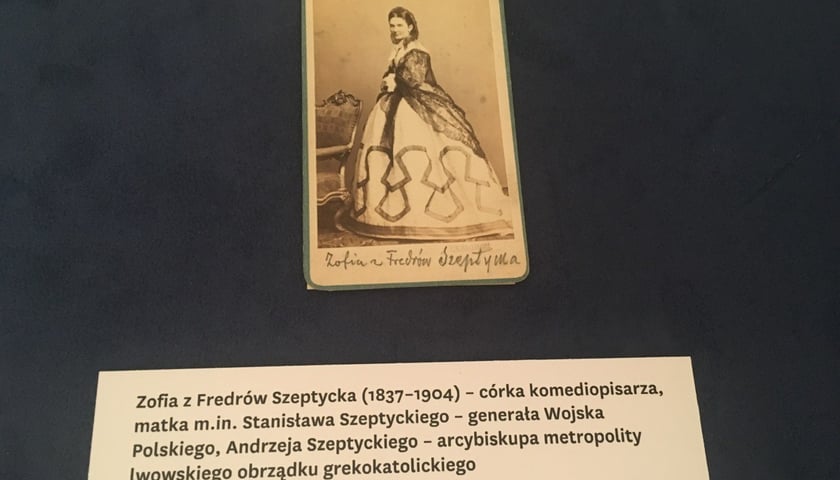 Zofia z Fredrów Szeptycka
Zofia z Fredrów Szeptycka (1837–1904) – córka komediopisarza,
matka m.in. Stanisława Szeptyckiego – generała Wojska
Polskiego, Andrzeja Szeptyckiego – arcybiskupa metropolity
lwowskiego obrządku grekokatolickiego